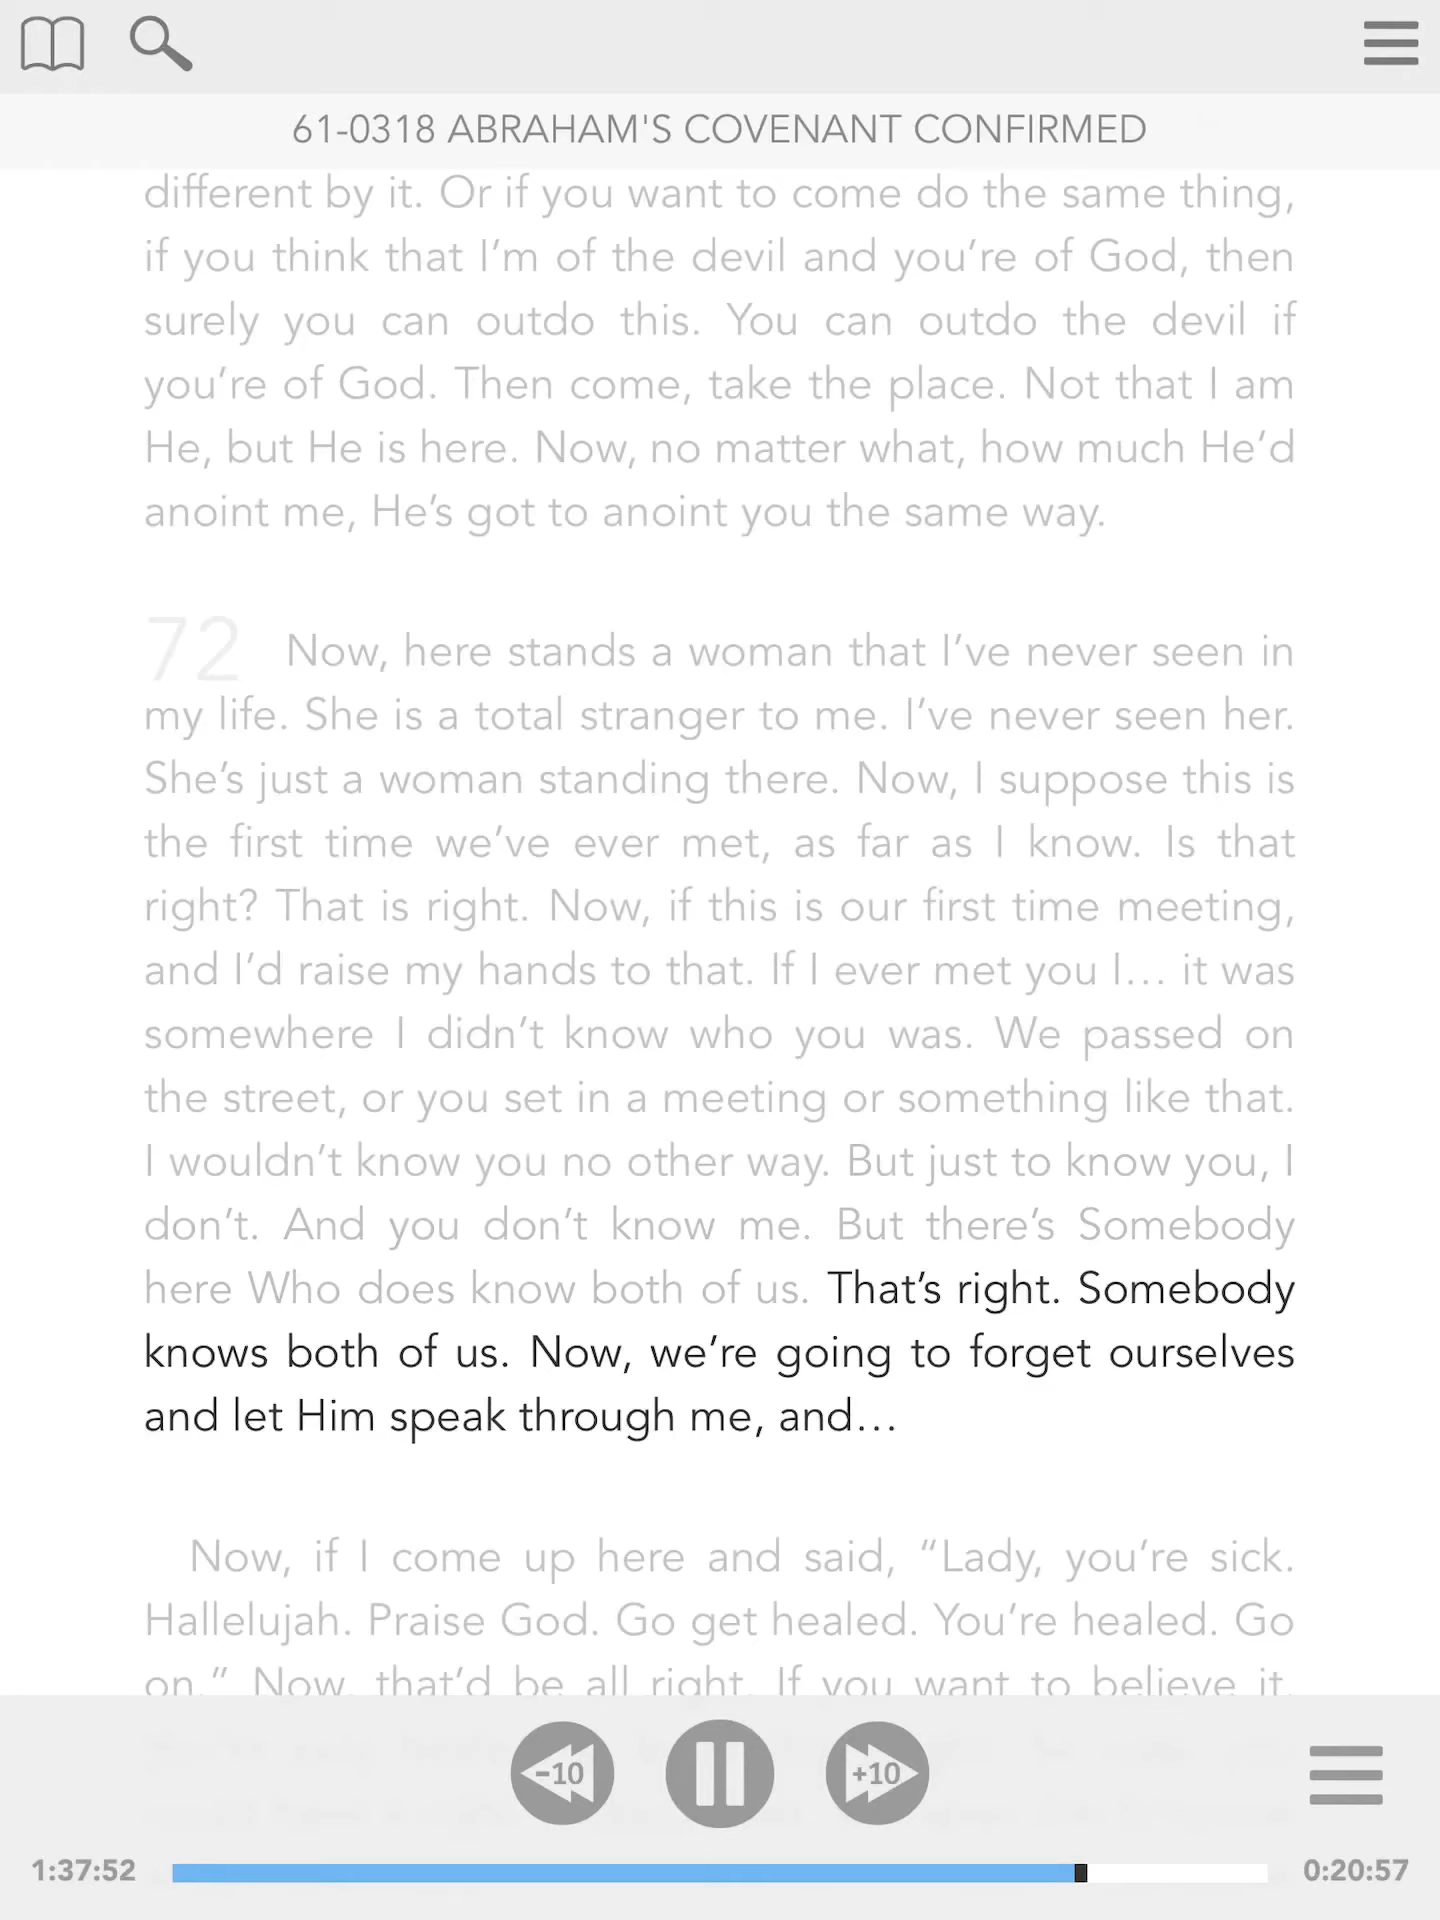 61-0318 ABRAHAM'S COVENANT CONFIRMED
different by it. Or if you want to come do the same thing,
if you think that I’m of the devil and you’re of God, then
surely you can outdo this. You can outdo the devil if
you’re of God. Then come, take the place. Not that I am
He, but He is here. Now, no matter what, how much He’d
anoint me, He’s got to anoint you the same way.
72 Now, here stands a woman that I’ve never seen in
my life. She is a total stranger to me. I’ve never seen her.
She’s just a woman standing there. Now, I suppose this is
the first time we’ve ever met, as far as I know. Is that
right? That is right. Now, if this is our first time meeting,
and I’d raise my hands to that. If I ever met you I… it was
somewhere I didn’t know who you was. We passed on
the street, or you set in a meeting or something like that.
I wouldn’t know you no other way. But just to know you, I
don’t. And you don’t know me. But there’s Somebody
here Who does know both of us. That’s right. Somebody
knows both of us. Now, we’re going to forget ourselves
and let Him speak through me, and…
Now, if I come up here and said, “Lady, you’re sick.
Hallelujah. Praise God. Go get healed. You’re healed. Go
on.” Now, that’d be all right. If you want to believe it,
-10 +10
1:37:52 0:20:57